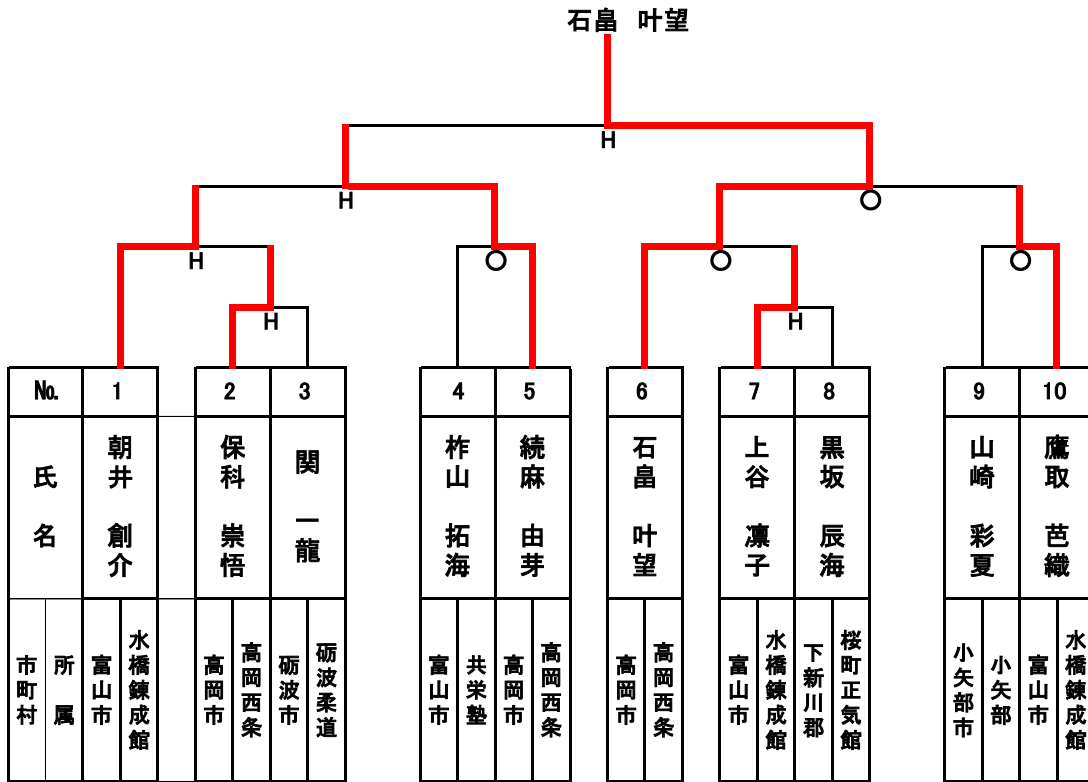 石畠 叶望
H
H
○
H
○
○
○
H
H
No.
1
2
3
4
5
6
7
8
9
10
氏名
朝井 創介
保科 崇悟
関 一龍
柞山 拓海
続麻 由芽
石畠 叶望
上谷 凛子
黒坂 辰海
山崎 彩夏
鷹取 芭織
市町村
所属
富山市
水橋錬成館
高岡市
高岡西条
砺波市
砺波柔道
富山市
共栄塾
高岡市
高岡西条
高岡市
高岡西条
富山市
水橋錬成館
下新川郡
桜町正気館
小矢部市
小矢部
富山市
水橋錬成館